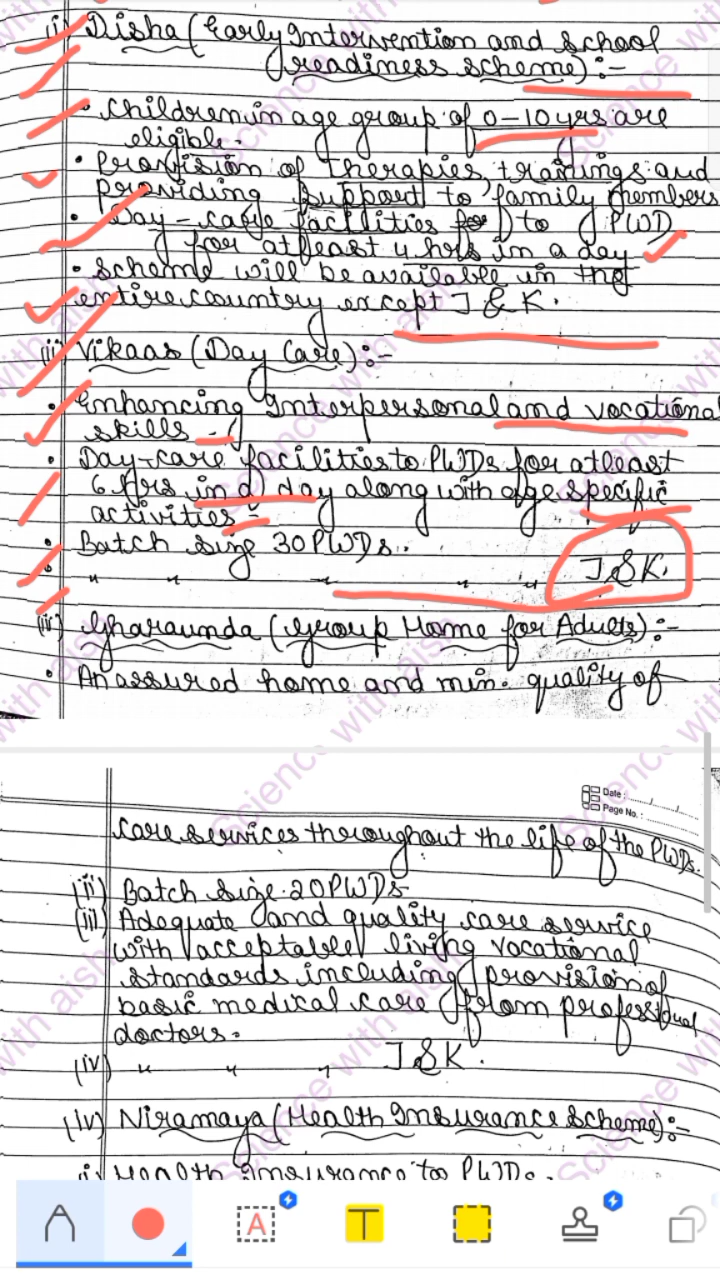 (i) Disha (Early Intervention and School
(readiness scheme) :-
• Children in age group of 0-10 yrs are
eligible.
• Provision of therapies, trainings and
providing support to family members
• Day-care facilities for to PWD
for atleast 4 hrs in a day
• Scheme will be available in the
entire country except J & K.
(ii) Vikaas (Day Care) :-
• Enhancing Interpersonal and vocational
skills -
• Day-care facilities to PWDs for atleast
6 hrs in a day along with age specific
activities
• Batch size 30 PWDs.
• " " " " " J & K.
(iii) Gharaunda (Group Home for Adults) :-
• An assured home and min. quality of
Date :
Page No. :
care services throughout the life of the PWDs.
(ii) Batch size 20 PWDs
(iii) Adequate and quality care service
with acceptable living vocational
standards including provision of
basic medical care from professional
doctors.
(iv) " " " J & K.
(iv) Niramaya (Health Insurance Scheme) :-
i) Health Insurance to PWDs.
A
T